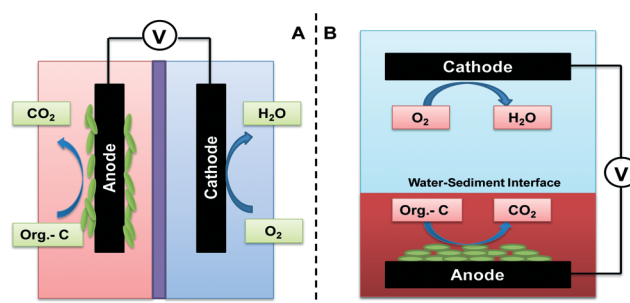 V
A
CO2
Anode
Org.- C
Cathode
H2O
O2
B
Cathode
O2
H2O
V
Water-Sediment Interface
Org.- C
CO2
Anode